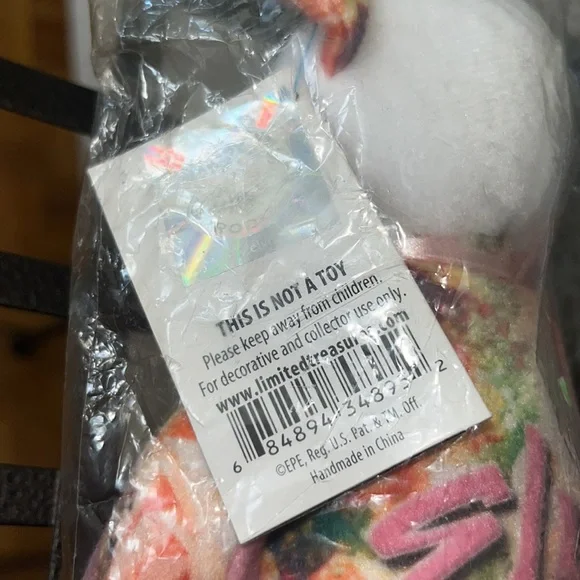 THIS IS NOT A TOY
Please keep away from children.
For decorative and collector use only.
www.limitedtreasures.com
6 84894 34895 2
©EPE, Reg. U.S. Pat. & TM. Off.
Handmade in China